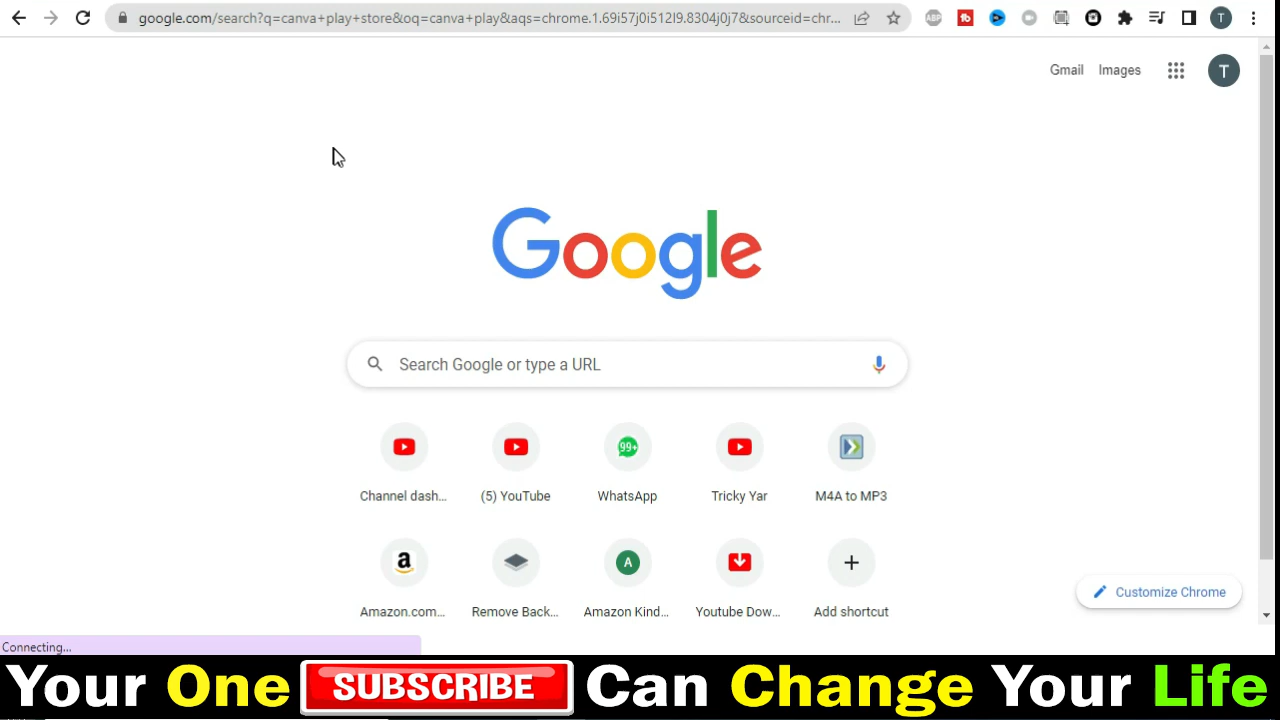 google.com/search?q=canva+play+store&oq=canva+play&aqs=chrome.1.69i57j0i512l9.8304j0j7&sourceid=chr...
ABP
T
Gmail
Images
T
Google
Search Google or type a URL
99+
Channel dash...
(5) YouTube
WhatsApp
Tricky Yar
M4A to MP3
a
A
Amazon.com...
Remove Back...
Amazon Kind...
Youtube Dow...
Add shortcut
Customize Chrome
Connecting...
Your One SUBSCRIBE Can Change Your Life